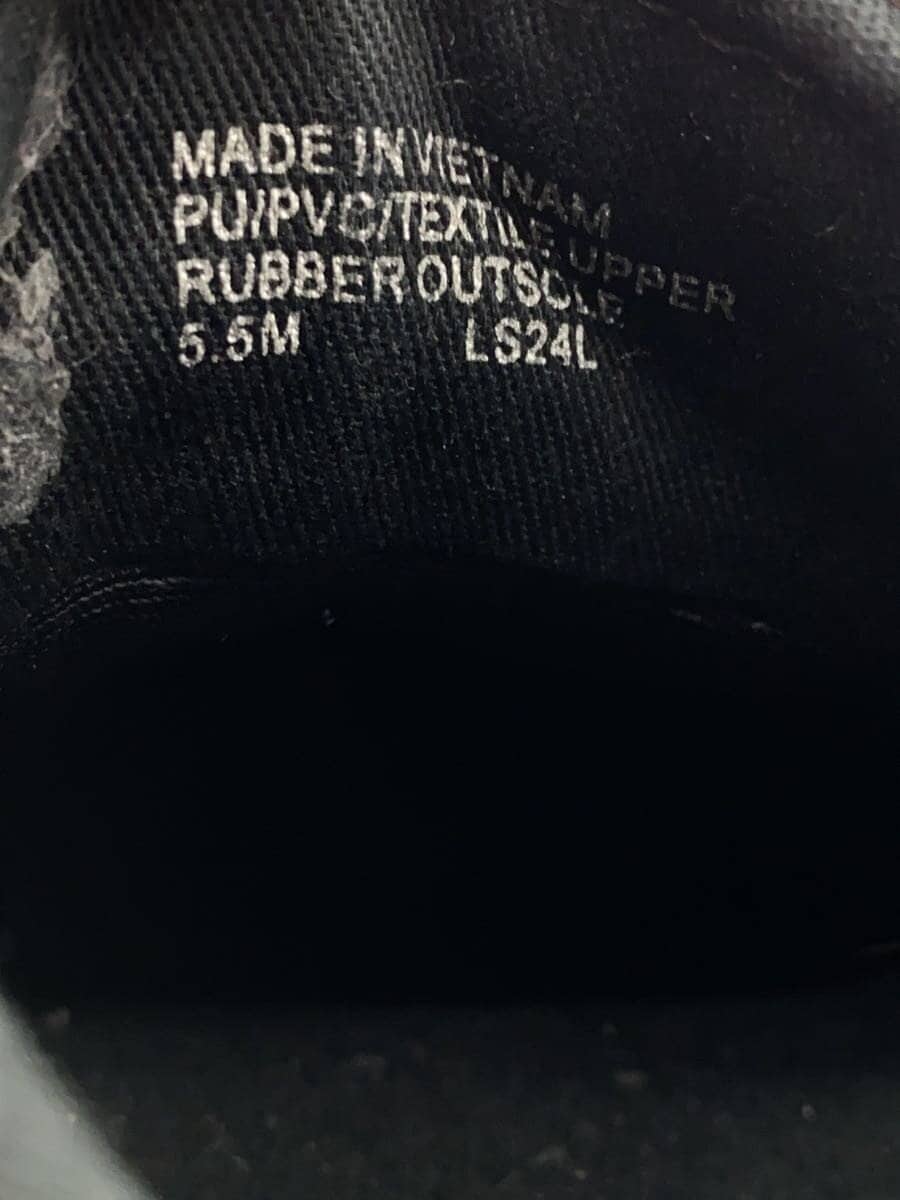 MADE IN VIETNAM
PU/PVC/TEXTILE UPPER
RUBBER OUTSOLE
5.5M LS24L